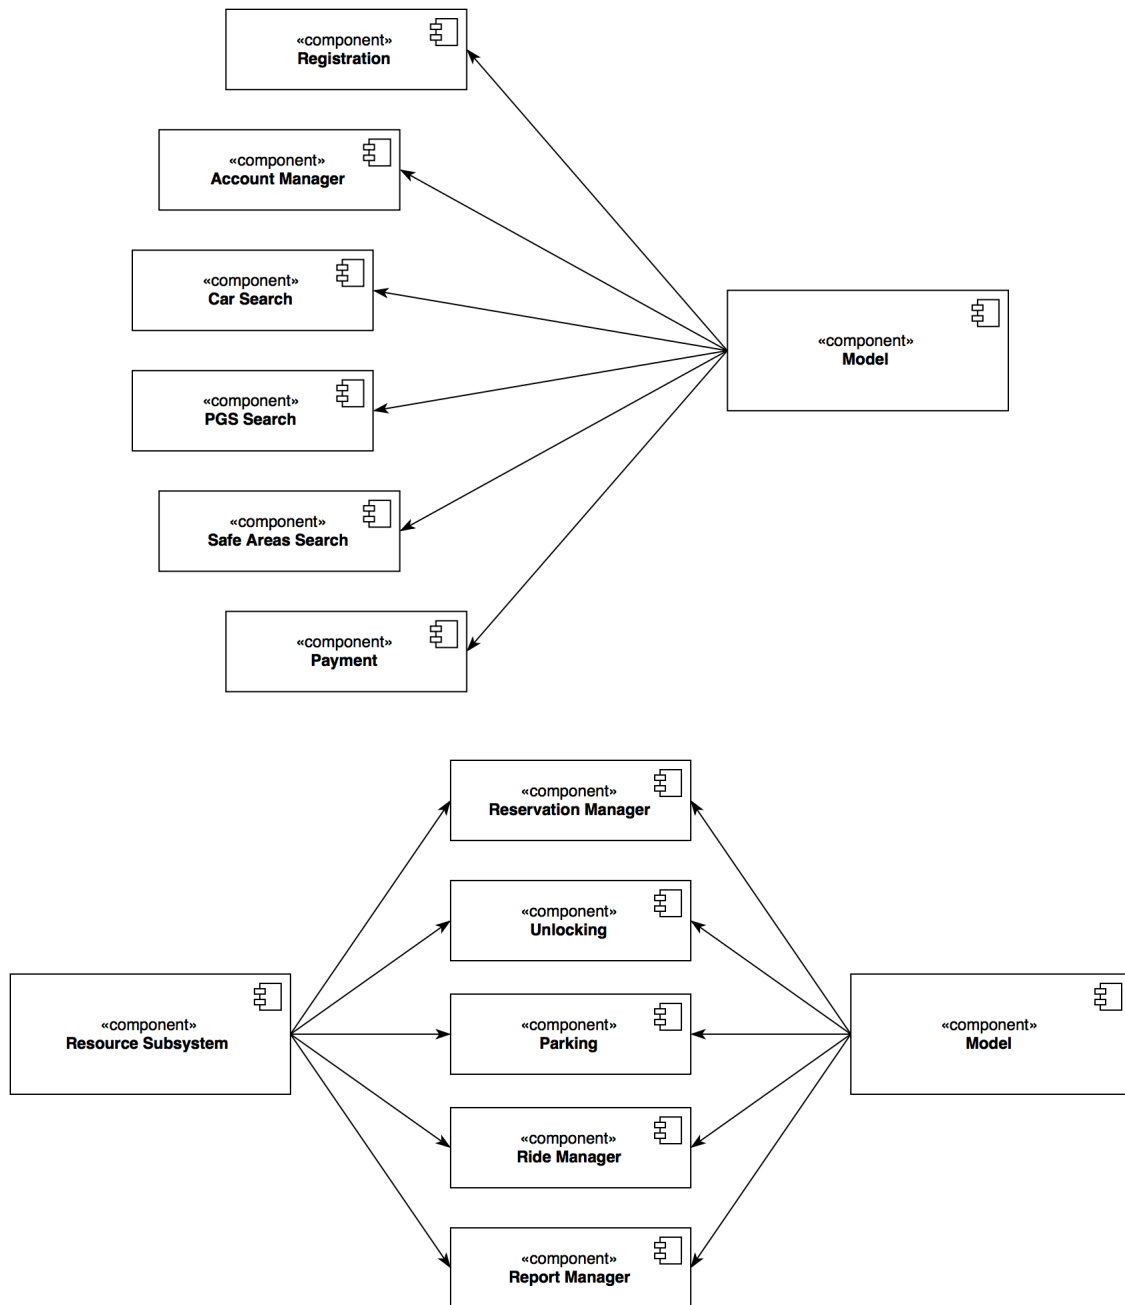 «component»
Registration
«component»
Account Manager
«component»
Car Search
«component»
Model
«component»
PGS Search
«component»
Safe Areas Search
«component»
Payment
«component»
Reservation Manager
«component»
Unlocking
«component»
Resource Subsystem
«component»
Parking
«component»
Model
«component»
Ride Manager
«component»
Report Manager